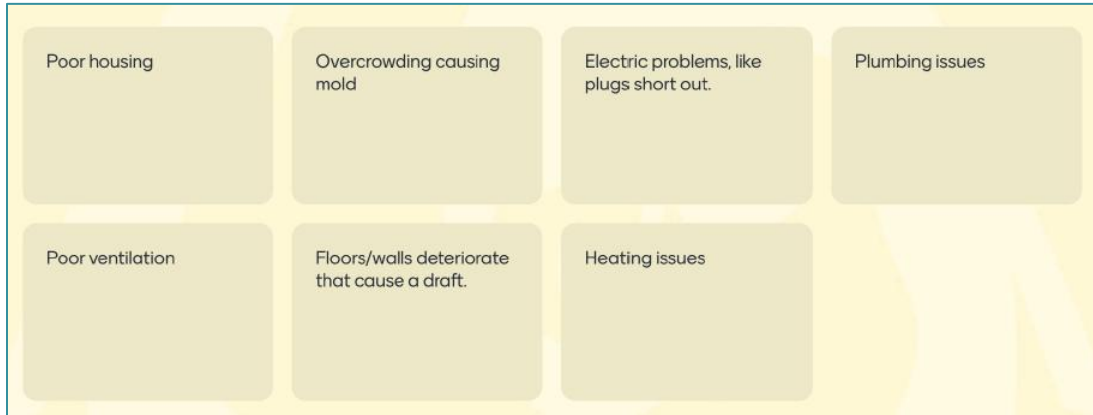 Poor housing
Overcrowding causing
mold
Electric problems, like
plugs short out.
Plumbing issues
Poor ventilation
Floors/walls deteriorate
that cause a draft.
Heating issues